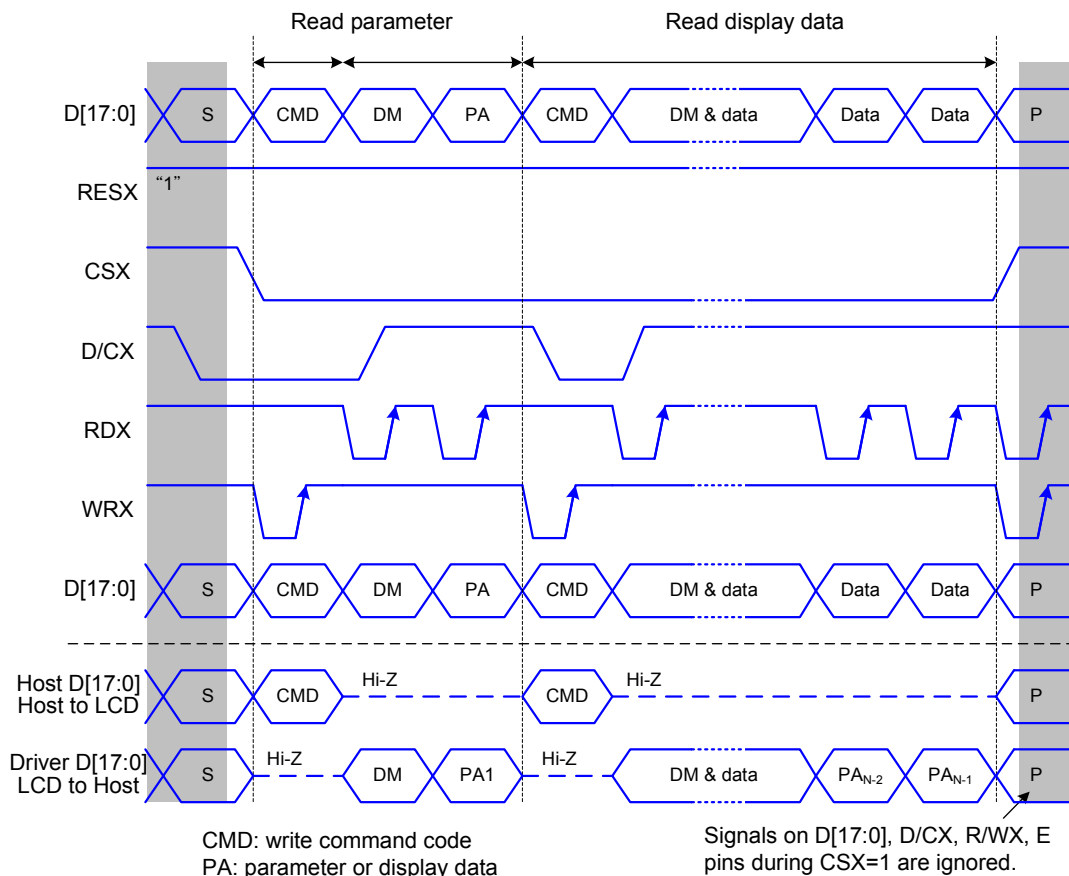 Read parameter
Read display data
D[17:0]
S
CMD
DM
PA
CMD
DM & data
Data
Data
P
RESX
“1”
CSX
D/CX
RDX
WRX
D[17:0]
S
CMD
DM
PA
CMD
DM & data
Data
Data
P
Host D[17:0]
Host to LCD
S
CMD
Hi-Z
CMD
Hi-Z
P
Driver D[17:0]
LCD to Host
S
Hi-Z
DM
PA1
Hi-Z
DM & data
PA N-2
PA N-1
P
CMD: write command code
PA: parameter or display data
Signals on D[17:0], D/CX, R/WX, E
pins during CSX=1 are ignored.